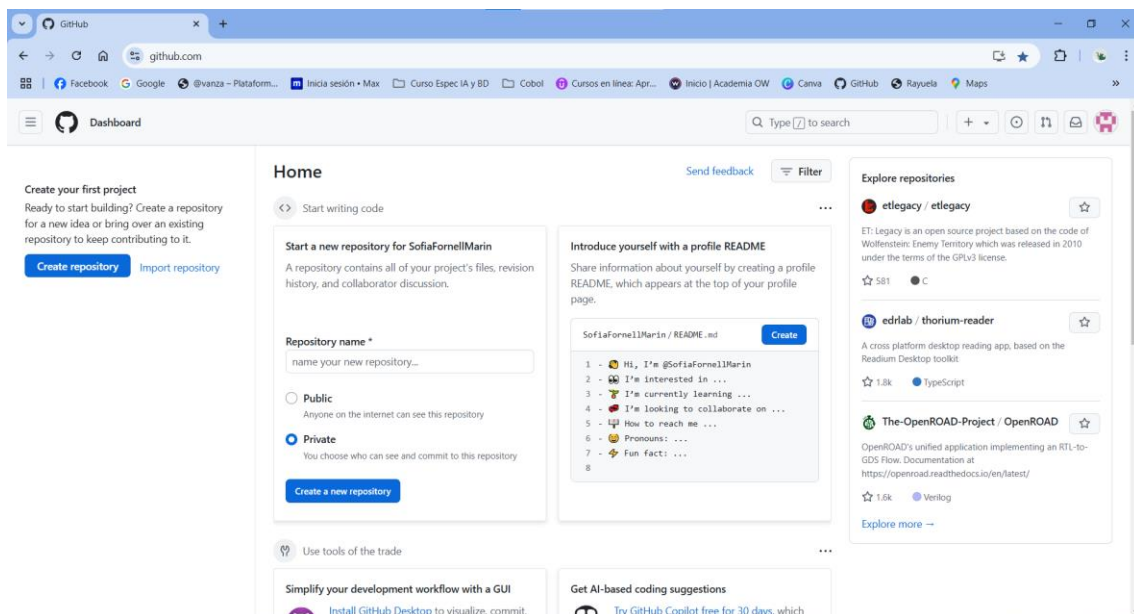 GitHub
github.com
Facebook Google @vanza – Plataform... Inicia sesión • Max Curso Espec IA y BD Cobol Cursos en línea: Apr... Inicio | Academia OW Canva GitHub Rayuela Maps »
Dashboard
Type / to search
Create your first project
Ready to start building? Create a repository
for a new idea or bring over an existing
repository to keep contributing to it.
Create repository Import repository
Home
Send feedback Filter
Start writing code
Start a new repository for SofiaFornellMarin
A repository contains all of your project's files, revision
history, and collaborator discussion.
Repository name *
name your new repository...
Public
Anyone on the internet can see this repository
Private
You choose who can see and commit to this repository
Create a new repository
Introduce yourself with a profile README
Share information about yourself by creating a profile
README, which appears at the top of your profile
page.
SofiaFornellMarin / README.md Create
1 - 👋 Hi, I'm @SofiaFornellMarin
2 - 👀 I'm interested in ...
3 - 🌱 I'm currently learning ...
4 - 💞️ I'm looking to collaborate on ...
5 - 📫 How to reach me ...
6 - 😄 Pronouns: ...
7 - ⚡ Fun fact: ...
8
Use tools of the trade
Simplify your development workflow with a GUI
Install GitHub Desktop to visualize, commit,
Get AI-based coding suggestions
Try GitHub Copilot free for 30 days, which
Explore repositories
etlegacy / etlegacy
ET: Legacy is an open source project based on the code of
Wolfenstein: Enemy Territory which was released in 2010
under the terms of the GPLv3 license.
581 C
edrlab / thorium-reader
A cross platform desktop reading app, based on the
Readium Desktop toolkit
1.8k TypeScript
The-OpenROAD-Project / OpenROAD
OpenROAD's unified application implementing an RTL-to-
GDS Flow. Documentation at
https://openroad.readthedocs.io/en/latest/
1.6k Verilog
Explore more →